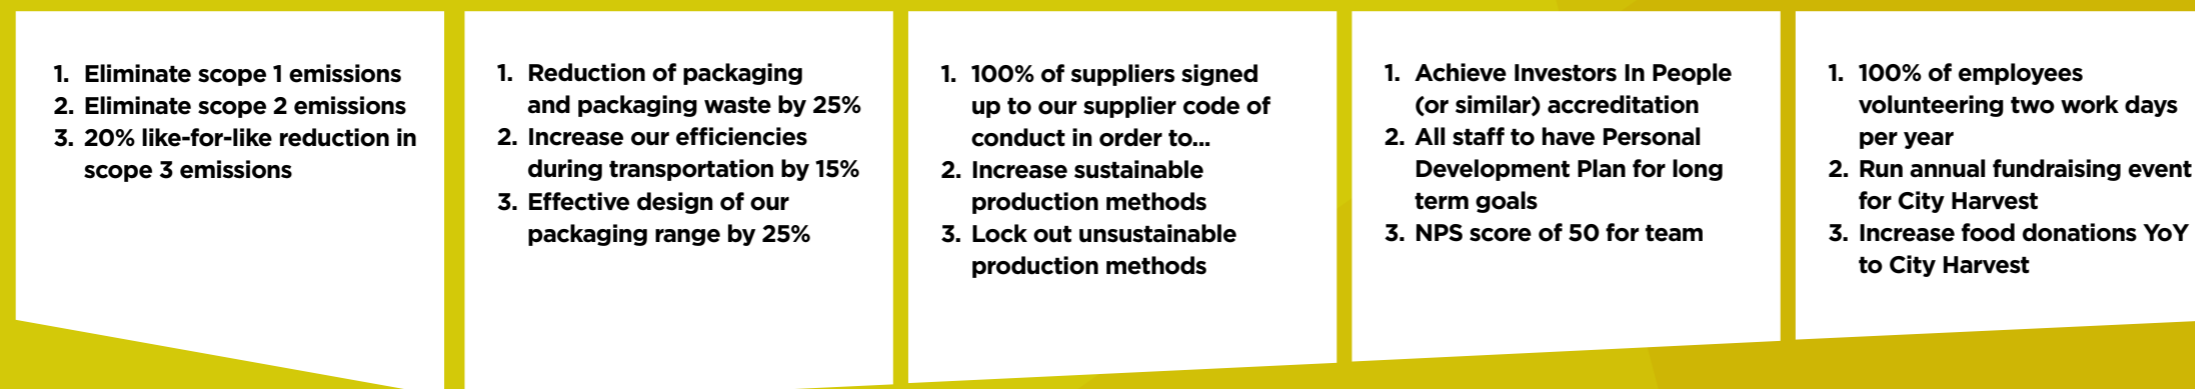 1. Eliminate scope 1 emissions
2. Eliminate scope 2 emissions
3. 20% like-for-like reduction in
scope 3 emissions
1. Reduction of packaging
and packaging waste by 25%
2. Increase our efficiencies
during transportation by 15%
3. Effective design of our
packaging range by 25%
1. 100% of suppliers signed
up to our supplier code of
conduct in order to...
2. Increase sustainable
production methods
3. Lock out unsustainable
production methods
1. Achieve Investors In People
(or similar) accreditation
2. All staff to have Personal
Development Plan for long
term goals
3. NPS score of 50 for team
1. 100% of employees
volunteering two work days
per year
2. Run annual fundraising event
for City Harvest
3. Increase food donations YoY
to City Harvest